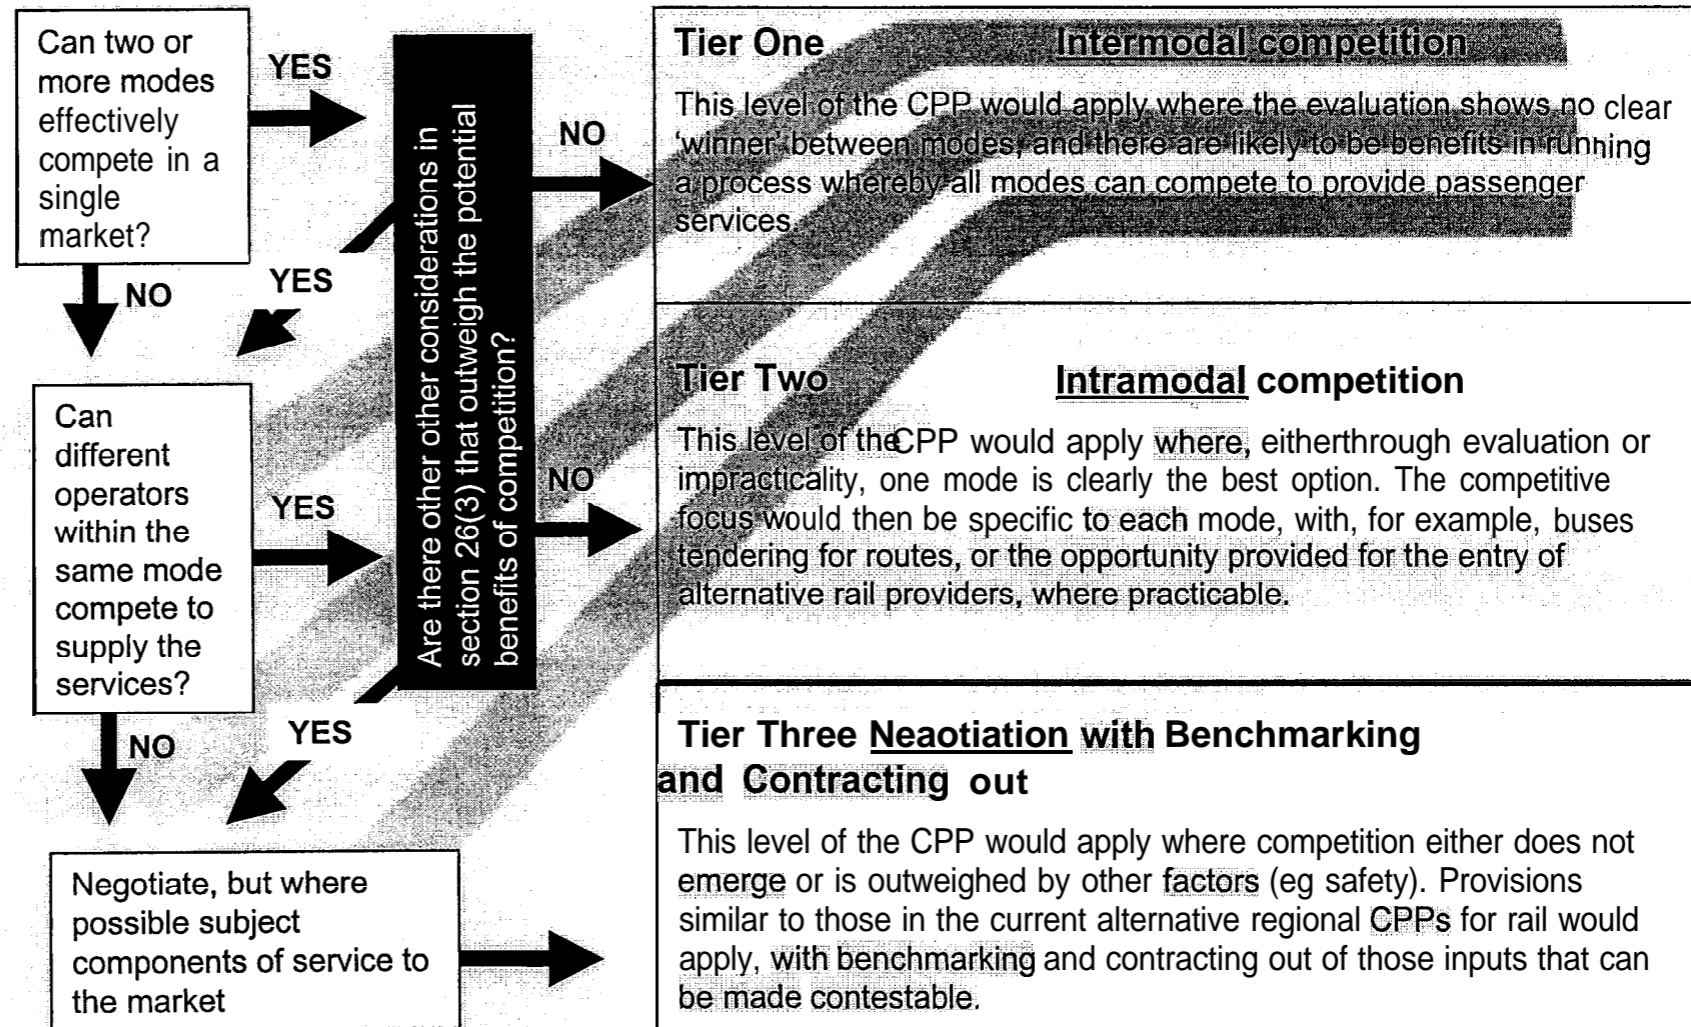 Can two or
more modes
effectively
compete in a
single
market?
YES
NO
YES
Can
different
operators
within the
same mode
compete to
supply the
services?
YES
NO
YES
Negotiate, but where
possible subject
components of service to
the market
Are there other other considerations in
section 26(3) that outweigh the potential
benefits of competition?
NO
NO
Tier One Intermodal competition
This level of the CPP would apply where the evaluation shows no clear
'winner' between modes, and there are likely to be benefits in running
a process whereby all modes can compete to provide passenger
services.
Tier Two Intramodal competition
This level of the CPP would apply where, eitherthrough evaluation or
impracticality, one mode is clearly the best option. The competitive
focus would then be specific to each mode, with, for example, buses
tendering for routes, or the opportunity provided for the entry of
alternative rail providers, where practicable.
Tier Three Neaotiation with Benchmarking
and Contracting out
This level of the CPP would apply where competition either does not
emerge or is outweighed by other factors (eg safety). Provisions
similar to those in the current alternative regional CPPs for rail would
apply, with benchmarking and contracting out of those inputs that can
be made contestable.